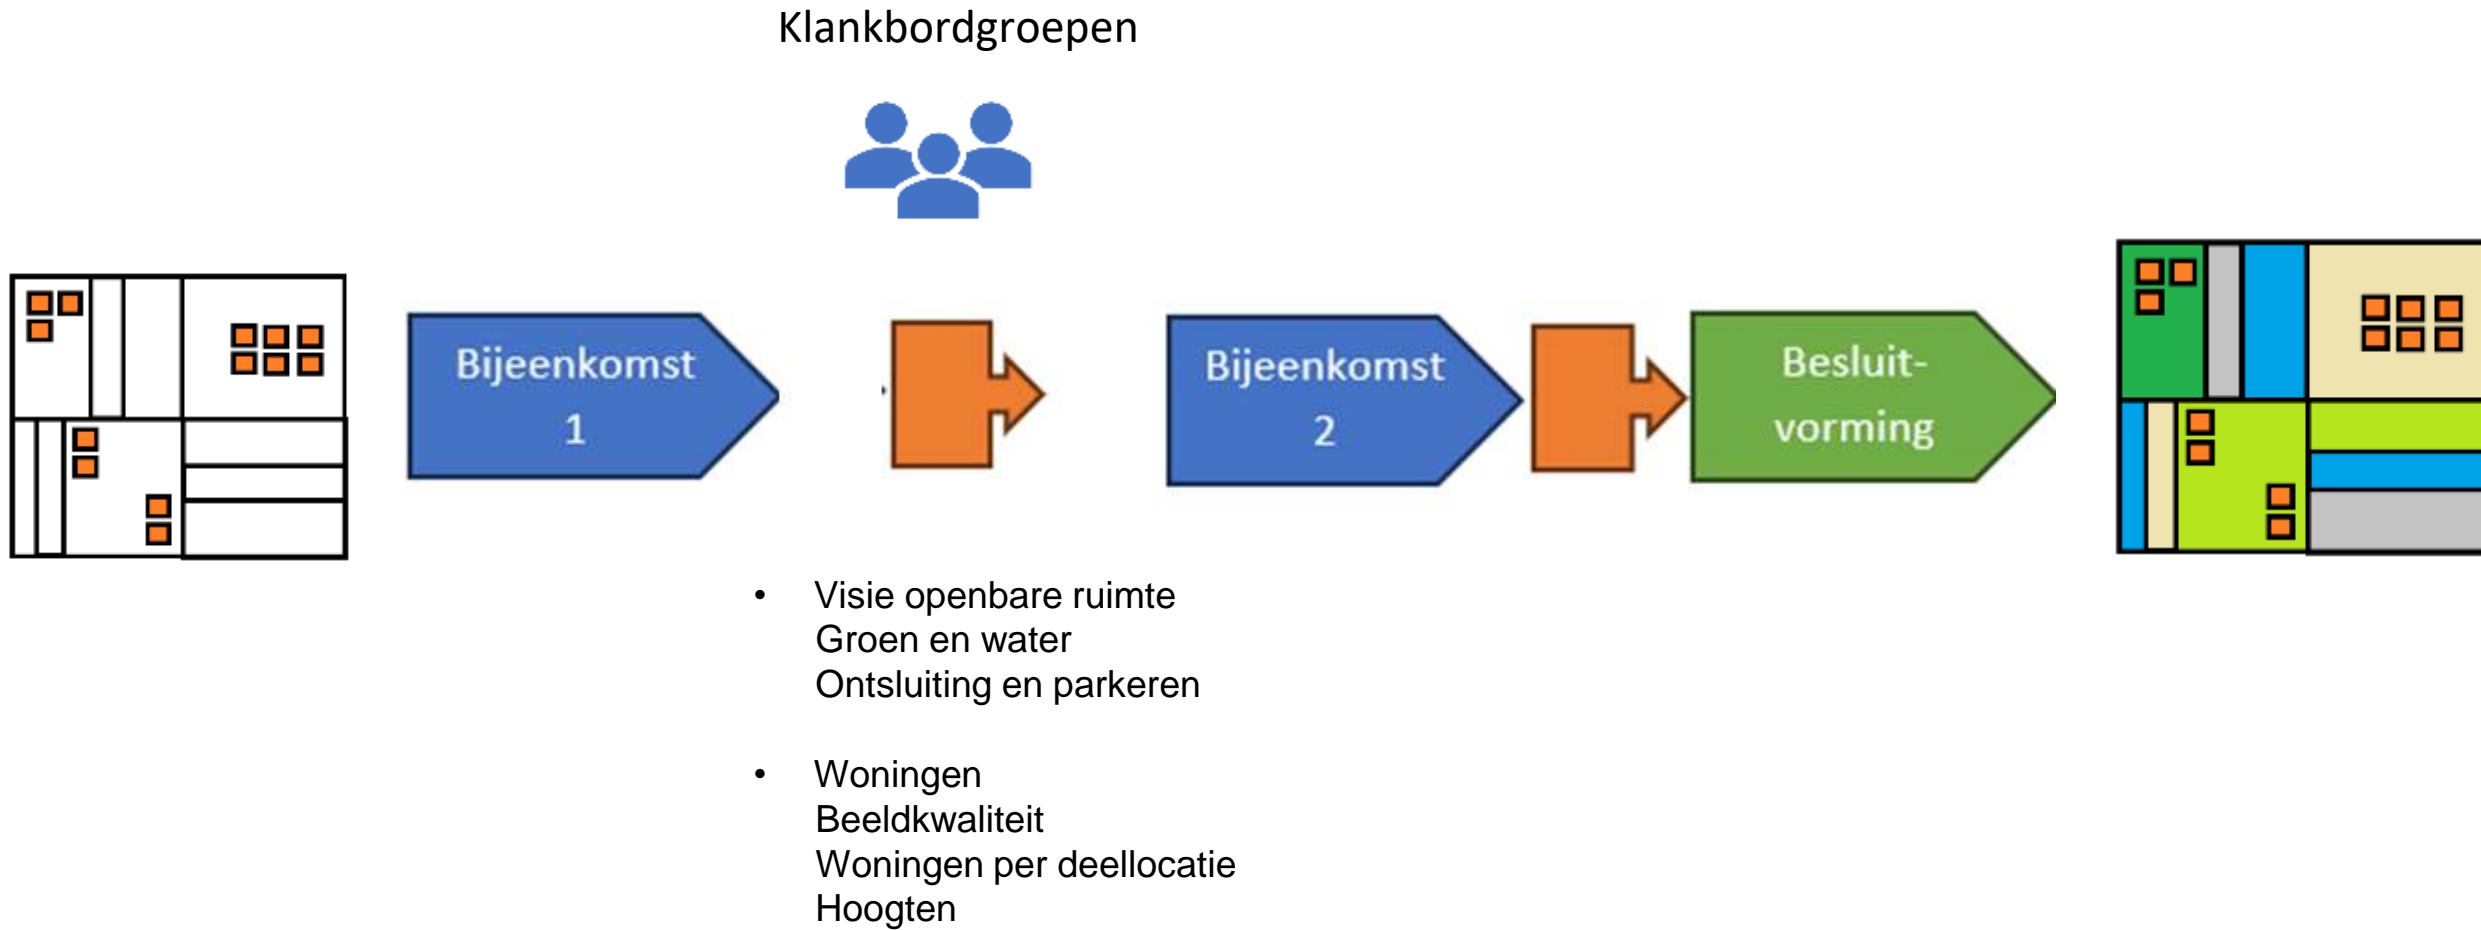 Klankbordgroepen
Bijeenkomst
1
Bijeenkomst
2
Besluit-
vorming
• Visie openbare ruimte
Groen en water
Ontsluiting en parkeren
• Woningen
Beeldkwaliteit
Woningen per deellocatie
Hoogten